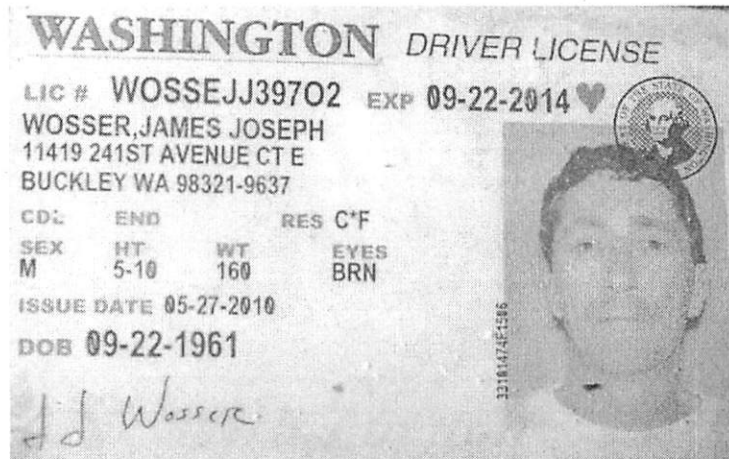 WASHINGTON DRIVER LICENSE
LIC # WOSSEJJ397O2 EXP 09-22-2014
WOSSER,JAMES JOSEPH
11419 241ST AVENUE CT E
BUCKLEY WA 98321-9637
CDL END RES C*F
SEX HT WT EYES
M 5-10 160 BRN
ISSUE DATE 05-27-2010
DOB 09-22-1961
JJ Wosser